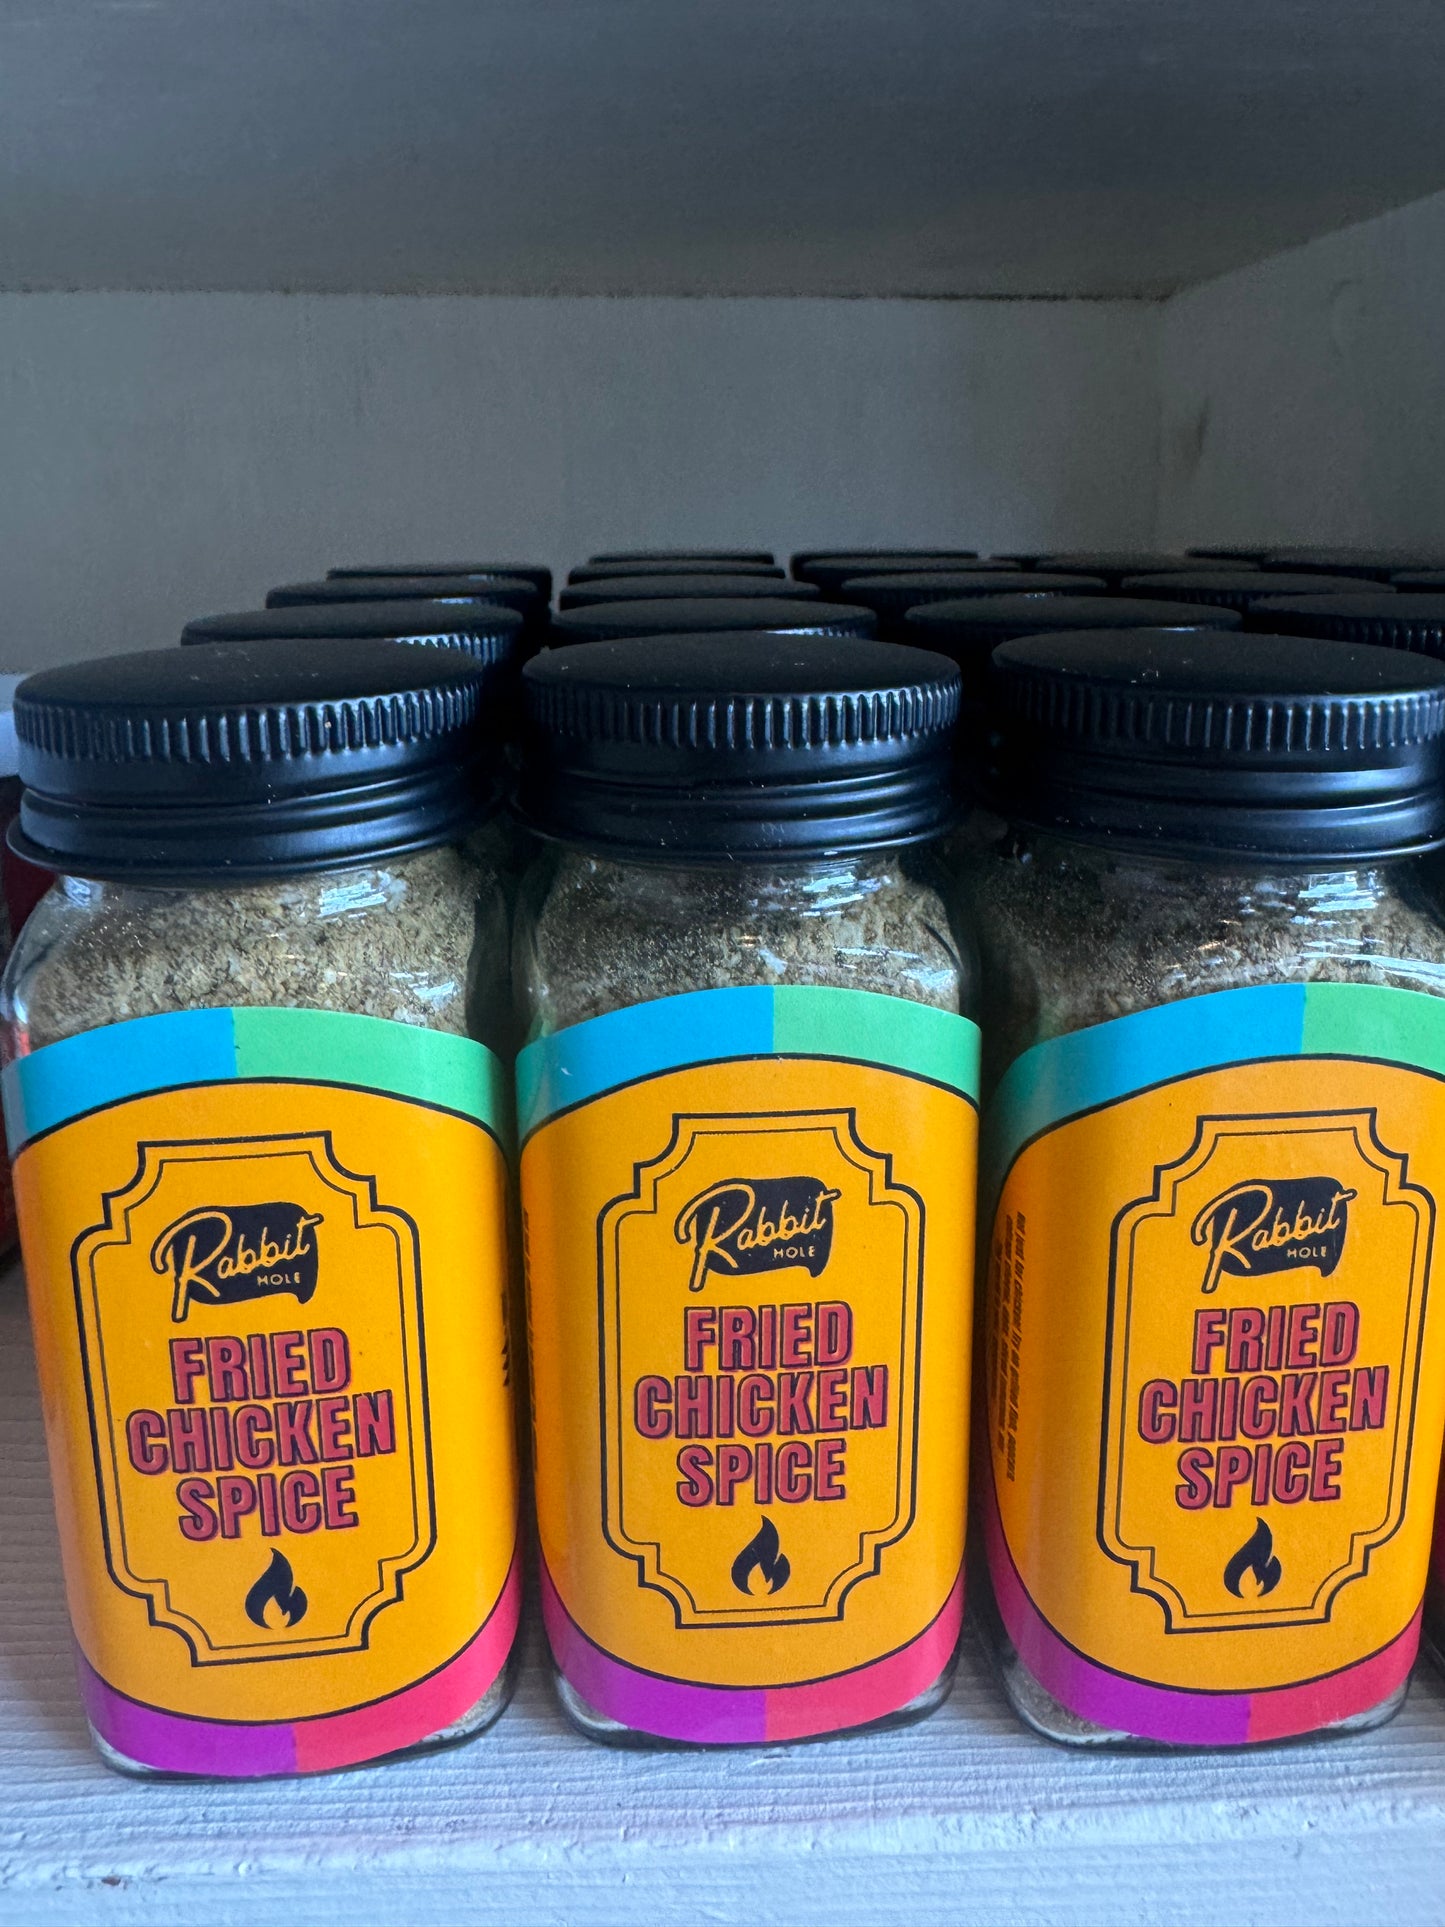 Rabbit
HOLE
FRIED
CHICKEN
SPICE
Rabbit
HOLE
FRIED
CHICKEN
SPICE
Rabbit
HOLE
FRIED
CHICKEN
SPICE